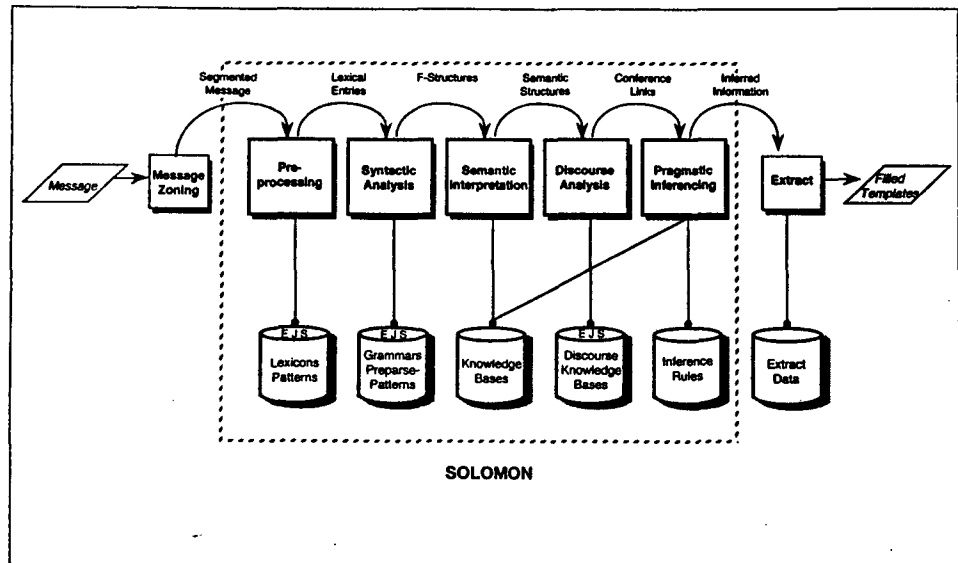 Segmented
Message
Lexical
Entries
F-Structures
Semantic
Structures
Conference
Links
Inferred
Information
Message
Message
Zoning
Pre-
processing
Syntactic
Analysis
Semantic
Interpretation
Discourse
Analysis
Pragmatic
Inferencing
Extract
Filled
Templates
E J S
Lexicons
Patterns
E J S
Grammars
Preparse-
Patterns
Knowledge
Bases
E J S
Discourse
Knowledge
Bases
Inference
Rules
Extract
Data
SOLOMON